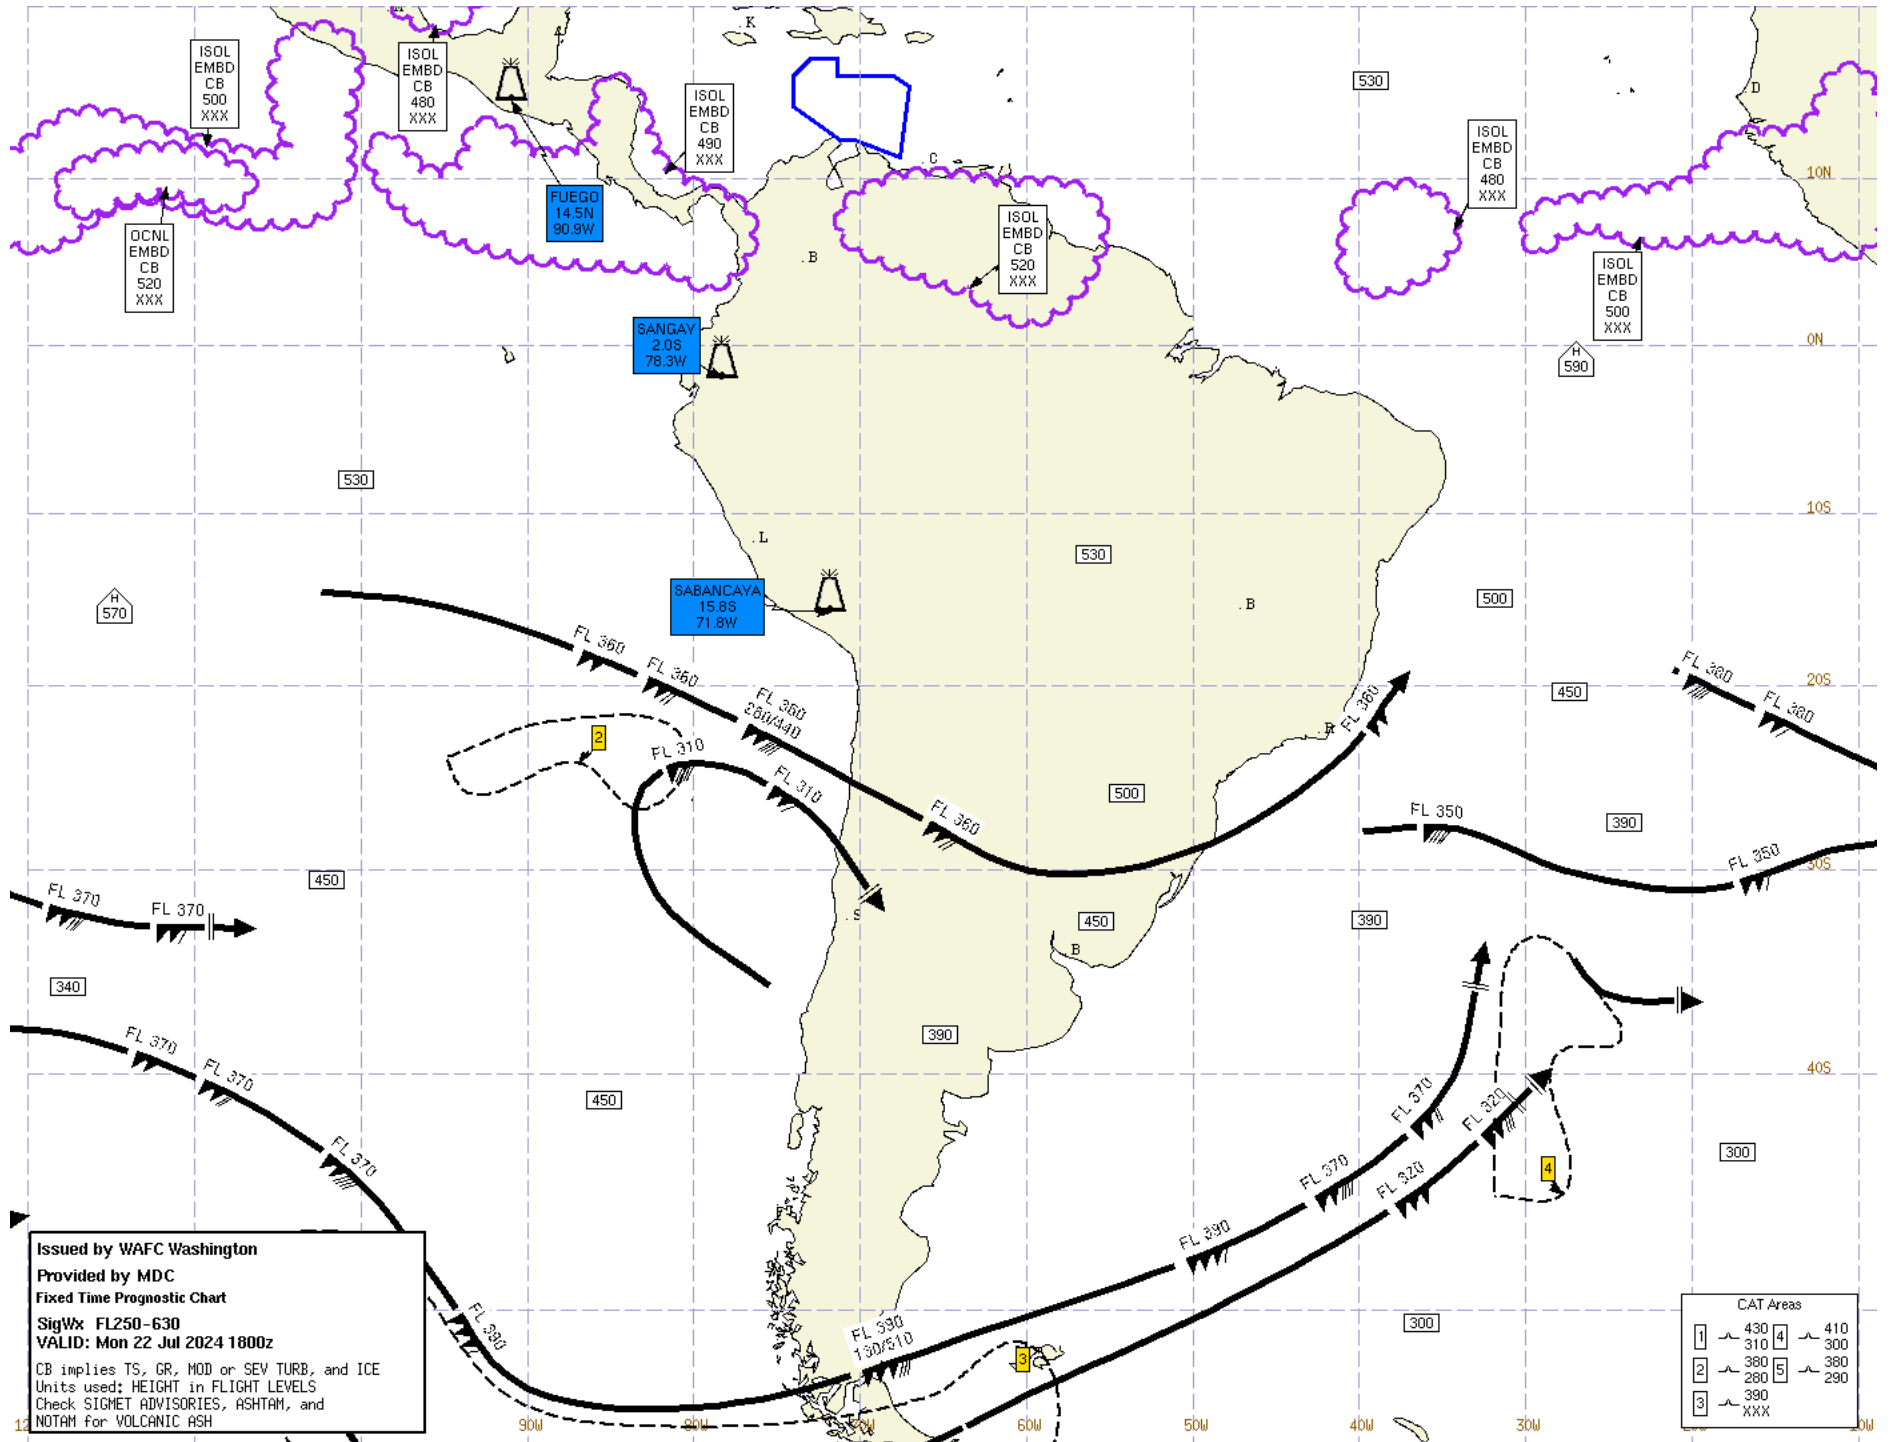 K
M
ISOL
EMBD
CB
500
XXX
ISOL
EMBD
CB
480
XXX
ISOL
EMBD
CB
490
XXX
530
530
D
ISOL
EMBD
CB
480
XXX
C
10N
FUEGO
14.5N
90.9W
OCNL
EMBD
CB
520
XXX
B
ISOL
EMBD
CB
520
XXX
ISOL
EMBD
CB
500
XXX
SANGAY
2.0S
78.3W
0N
H
590
530
10S
L
530
SABANCAYA
15.8S
71.8W
B
500
H
570
FL 360
FL 360
FL 360
260/440
FL 360
FL 380
FL 380
20S
450
2
R
FL 310
FL 310
500
FL 360
FL 350
390
FL 350
30S
450
FL 370
FL 370
S
450
390
B
340
390
FL 370
FL 370
40S
450
FL 370
FL 320
300
FL 370
4
FL 370
FL 320
FL 390
FL 390
FL 390
130/510
300
3
Issued by WAFC Washington
Provided by MDC
Fixed Time Prognostic Chart
SigWx FL250-630
VALID: Mon 22 Jul 2024 1800z
CB implies TS, GR, MOD or SEV TURB, and ICE
Units used: HEIGHT in FLIGHT LEVELS
Check SIGMET ADVISORIES, ASHTAM, and
NOTAM for VOLCANIC ASH
CAT Areas
1 430 310 4 410 300
2 380 280 5 380 290
3 390 XXX
12
90W
80W
70W
60W
50W
40W
30W
20W